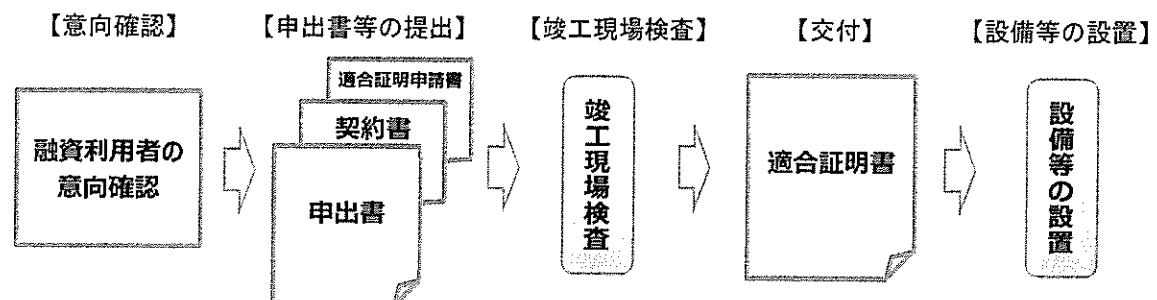 【意向確認】
【申出書等の提出】
【竣工現場検査】
【交付】
【設備等の設置】
融資利用者の
意向確認
適合証明申請書
契約書
申出書
竣工現場検査
適合証明書
設備等の設置